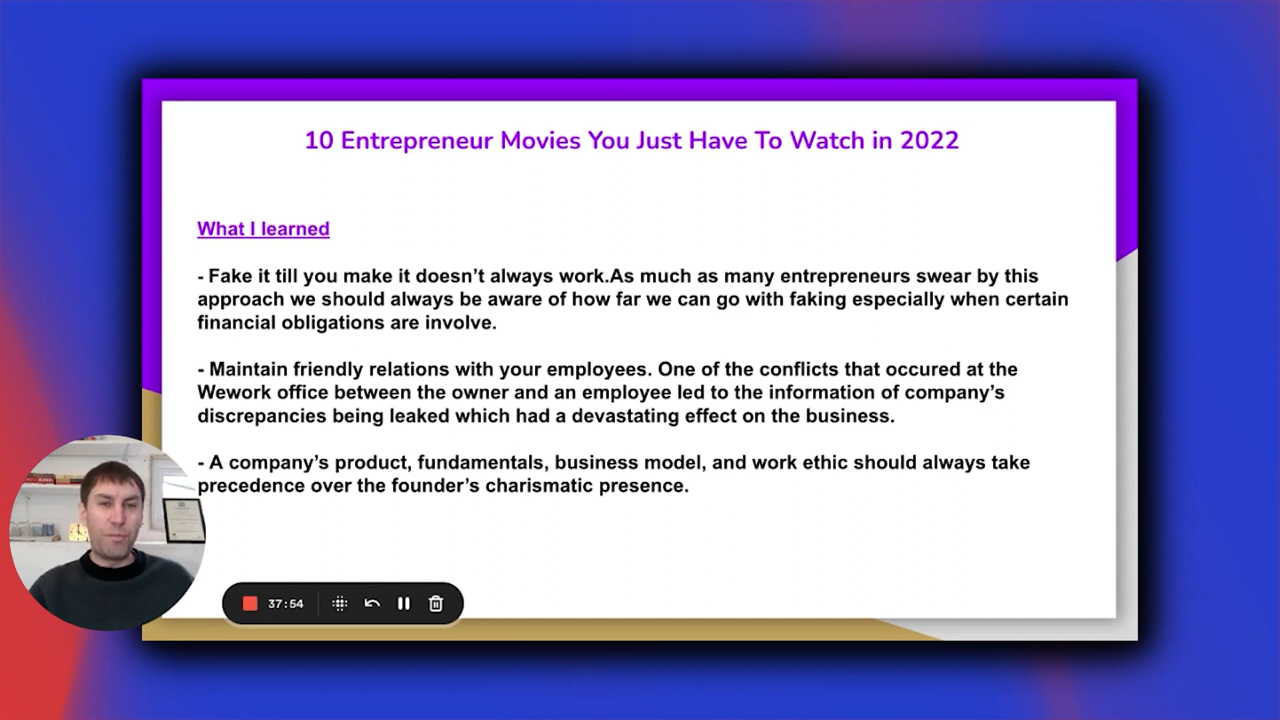 10 Entrepreneur Movies You Just Have To Watch in 2022
What I learned
- Fake it till you make it doesn’t always work.As much as many entrepreneurs swear by this
approach we should always be aware of how far we can go with faking especially when certain
financial obligations are involve.
- Maintain friendly relations with your employees. One of the conflicts that occured at the
Wework office between the owner and an employee led to the information of company’s
discrepancies being leaked which had a devastating effect on the business.
- A company’s product, fundamentals, business model, and work ethic should always take
precedence over the founder’s charismatic presence.
37:54